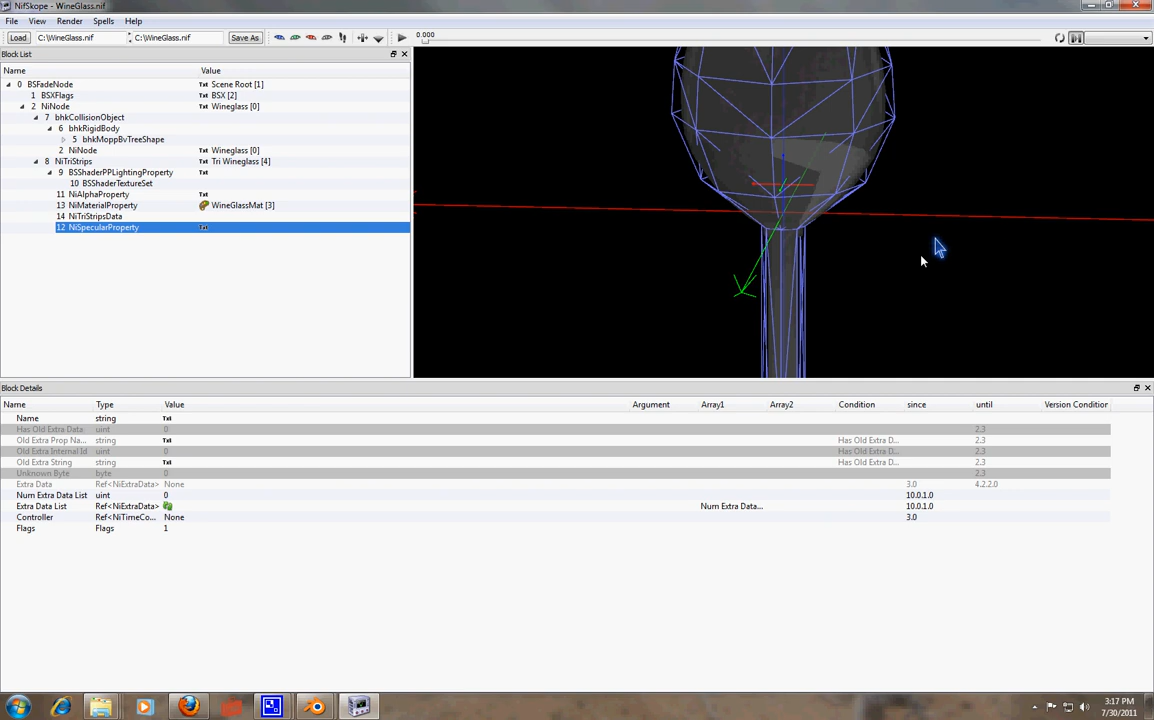 NifSkope - WineGlass.nif
File View Render Spells Help
Load C:\WineGlass.nif C:\WineGlass.nif Save As 0.000
Block List
Name Value
0 BSFadeNode Txt Scene Root [1]
1 BSXFlags Txt BSX [2]
2 NiNode Txt Wineglass [0]
7 bhkCollisionObject
6 bhkRigidBody
5 bhkMoppBvTreeShape
2 NiNode Txt Wineglass [0]
8 NiTriStrips Txt Tri Wineglass [4]
9 BSShaderPPLightingProperty Txt
10 BSShaderTextureSet
11 NiAlphaProperty Txt
13 NiMaterialProperty WineGlassMat [3]
14 NiTriStripsData
12 NiSpecularProperty Txt
Block Details
Name Type Value Argument Array1 Array2 Condition since until Version Condition
Name string Txt
Has Old Extra Data uint 0 2.3
Old Extra Prop Na... string Txt Has Old Extra D... 2.3
Old Extra Internal Id uint 0 Has Old Extra D... 2.3
Old Extra String string Txt Has Old Extra D... 2.3
Unknown Byte byte 0 2.3
Extra Data Ref<NiExtraData> None 3.0 4.2.2.0
Num Extra Data List uint 0 10.0.1.0
Extra Data List Ref<NiExtraData> Num Extra Data... 10.0.1.0
Controller Ref<NiTimeCo... None 3.0
Flags Flags 1
3:17 PM
7/30/2011